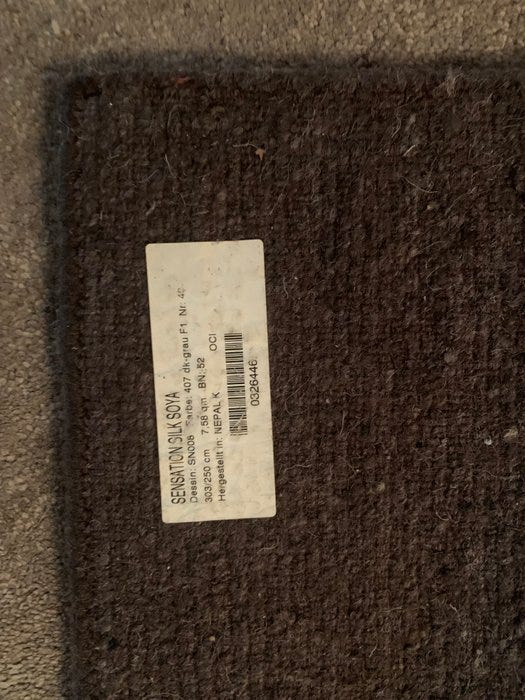 SENSATION SILK SOYA
Dessin: SN008 Farbe: 407 dk-grau F1. Nr. 40
303/250 cm 7,58 qm BN: 52
Hergestellt in: NEPAL K OCI
0326446